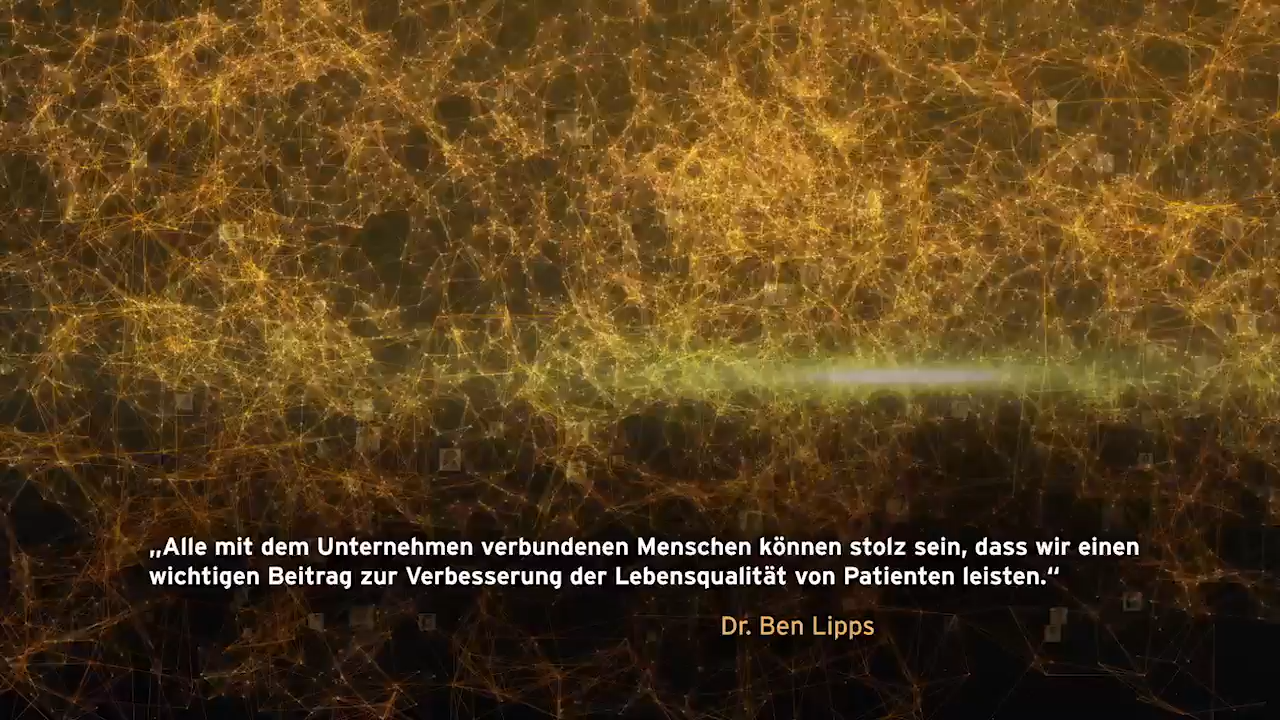 „Alle mit dem Unternehmen verbundenen Menschen können stolz sein, dass wir einen
wichtigen Beitrag zur Verbesserung der Lebensqualität von Patienten leisten.“
Dr. Ben Lipps